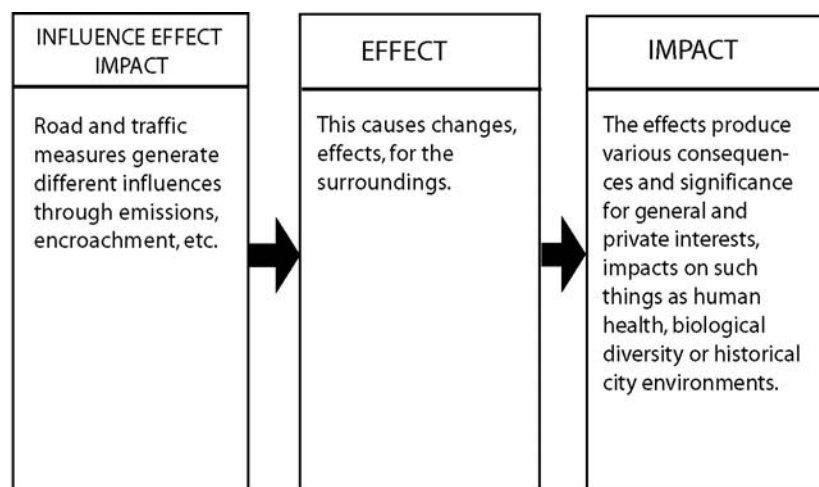 INFLUENCE EFFECT
IMPACT
Road and traffic
measures generate
different influences
through emissions,
encroachment, etc.
EFFECT
This causes changes,
effects, for the
surroundings.
IMPACT
The effects produce
various consequen-
ces and significance
for general and
private interests,
impacts on such
things as human
health, biological
diversity or historical
city environments.